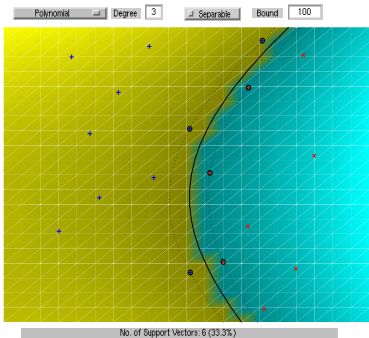 Polynomial Degree 3 Separable Bound 100
No. of Support Vectors: 6 (33.3%)